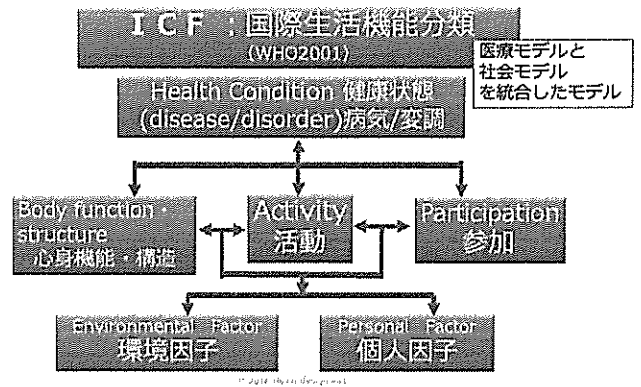 ＩＣＦ：国際生活機能分類
(WHO2001)
医療モデルと
社会モデル
を統合したモデル
Health Condition 健康状態
(disease/disorder)病気/変調
Body function・
structure
心身機能・構造
Activity
活動
Participation
参加
Environmental Factor
環境因子
Personal Factor
個人因子